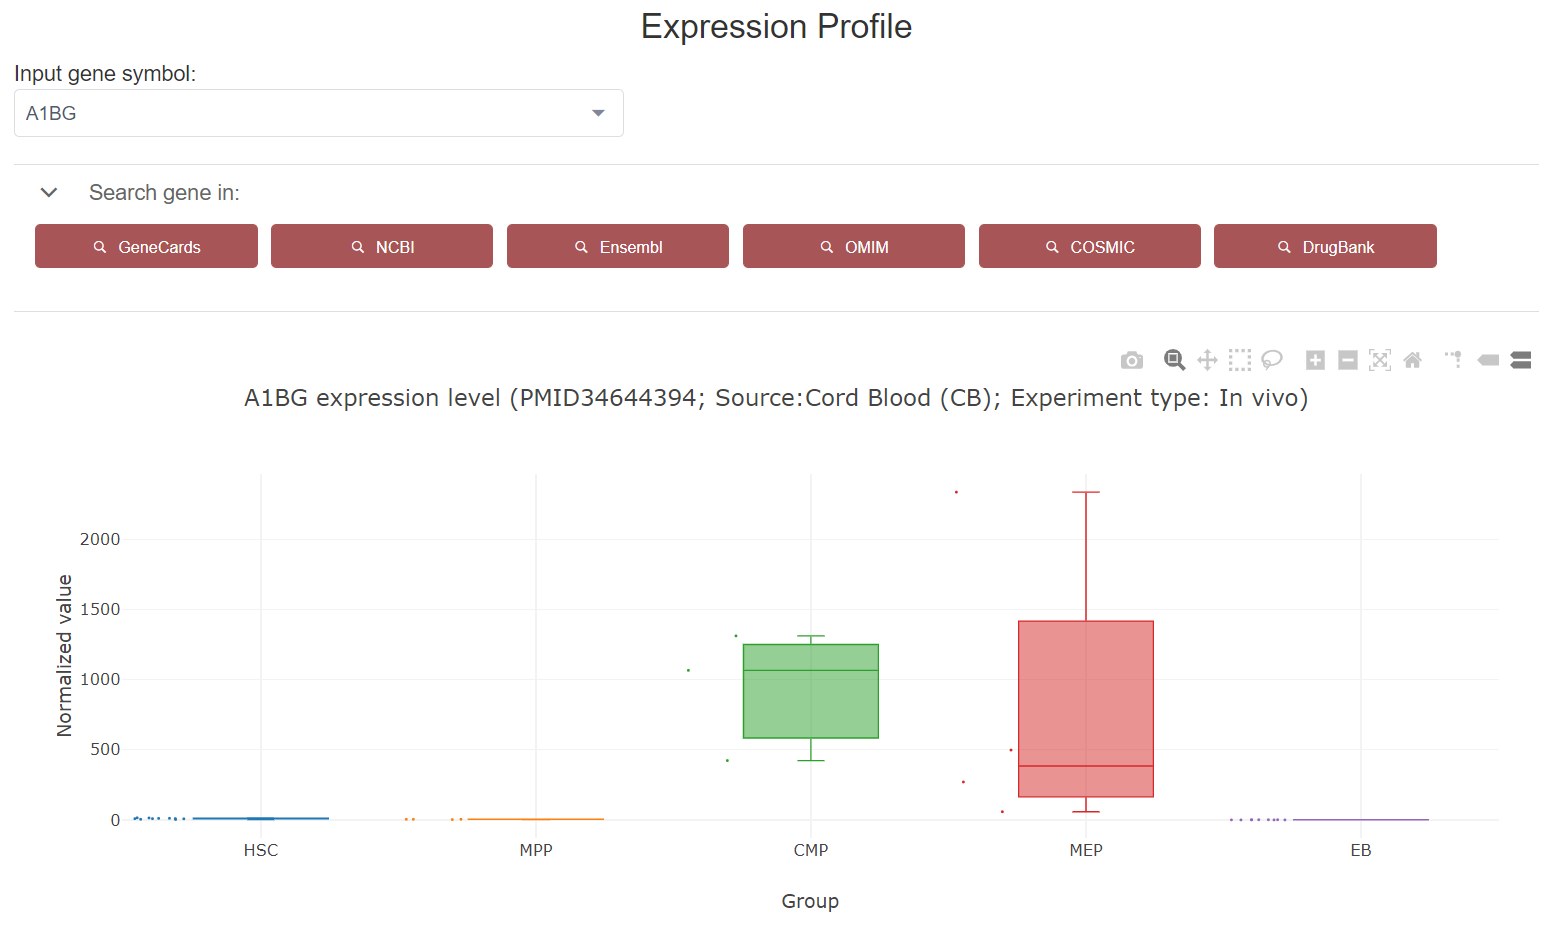 Expression Profile
Input gene symbol:
A1BG
Search gene in:
GeneCards NCBI Ensembl OMIM COSMIC DrugBank
A1BG expression level (PMID34644394; Source:Cord Blood (CB); Experiment type: In vivo)
Normalized value
2000
1500
1000
500
0
HSC MPP CMP MEP EB
Group